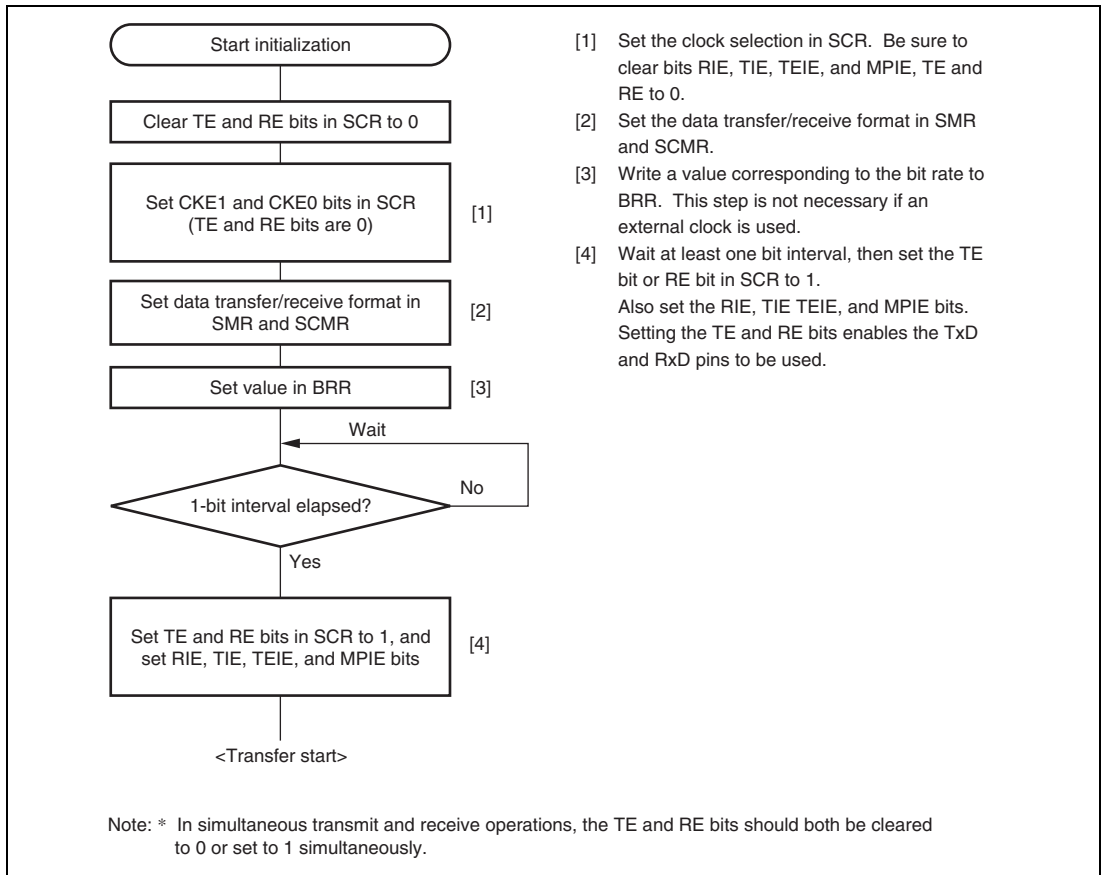 Start initialization
Clear TE and RE bits in SCR to 0
Set CKE1 and CKE0 bits in SCR
(TE and RE bits are 0)
[1]
Set data transfer/receive format in
SMR and SCMR
[2]
Set value in BRR
[3]
Wait
No
1-bit interval elapsed?
Yes
Set TE and RE bits in SCR to 1, and
set RIE, TIE, TEIE, and MPIE bits
[4]
<Transfer start>
[1] Set the clock selection in SCR. Be sure to
clear bits RIE, TIE, TEIE, and MPIE, TE and
RE to 0.
[2] Set the data transfer/receive format in SMR
and SCMR.
[3] Write a value corresponding to the bit rate to
BRR. This step is not necessary if an
external clock is used.
[4] Wait at least one bit interval, then set the TE
bit or RE bit in SCR to 1.
Also set the RIE, TIE TEIE, and MPIE bits.
Setting the TE and RE bits enables the TxD
and RxD pins to be used.
Note: * In simultaneous transmit and receive operations, the TE and RE bits should both be cleared
to 0 or set to 1 simultaneously.